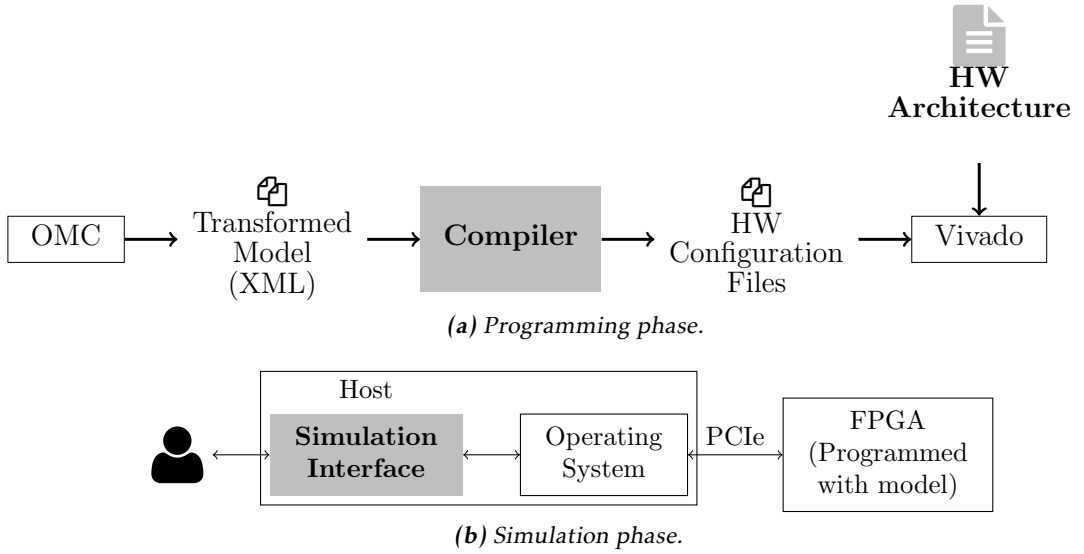 HW
Architecture
OMC
Transformed
Model
(XML)
Compiler
HW
Configuration
Files
Vivado
(a) Programming phase.
Host
Simulation
Interface
Operating
System
PCIe
FPGA
(Programmed
with model)
(b) Simulation phase.